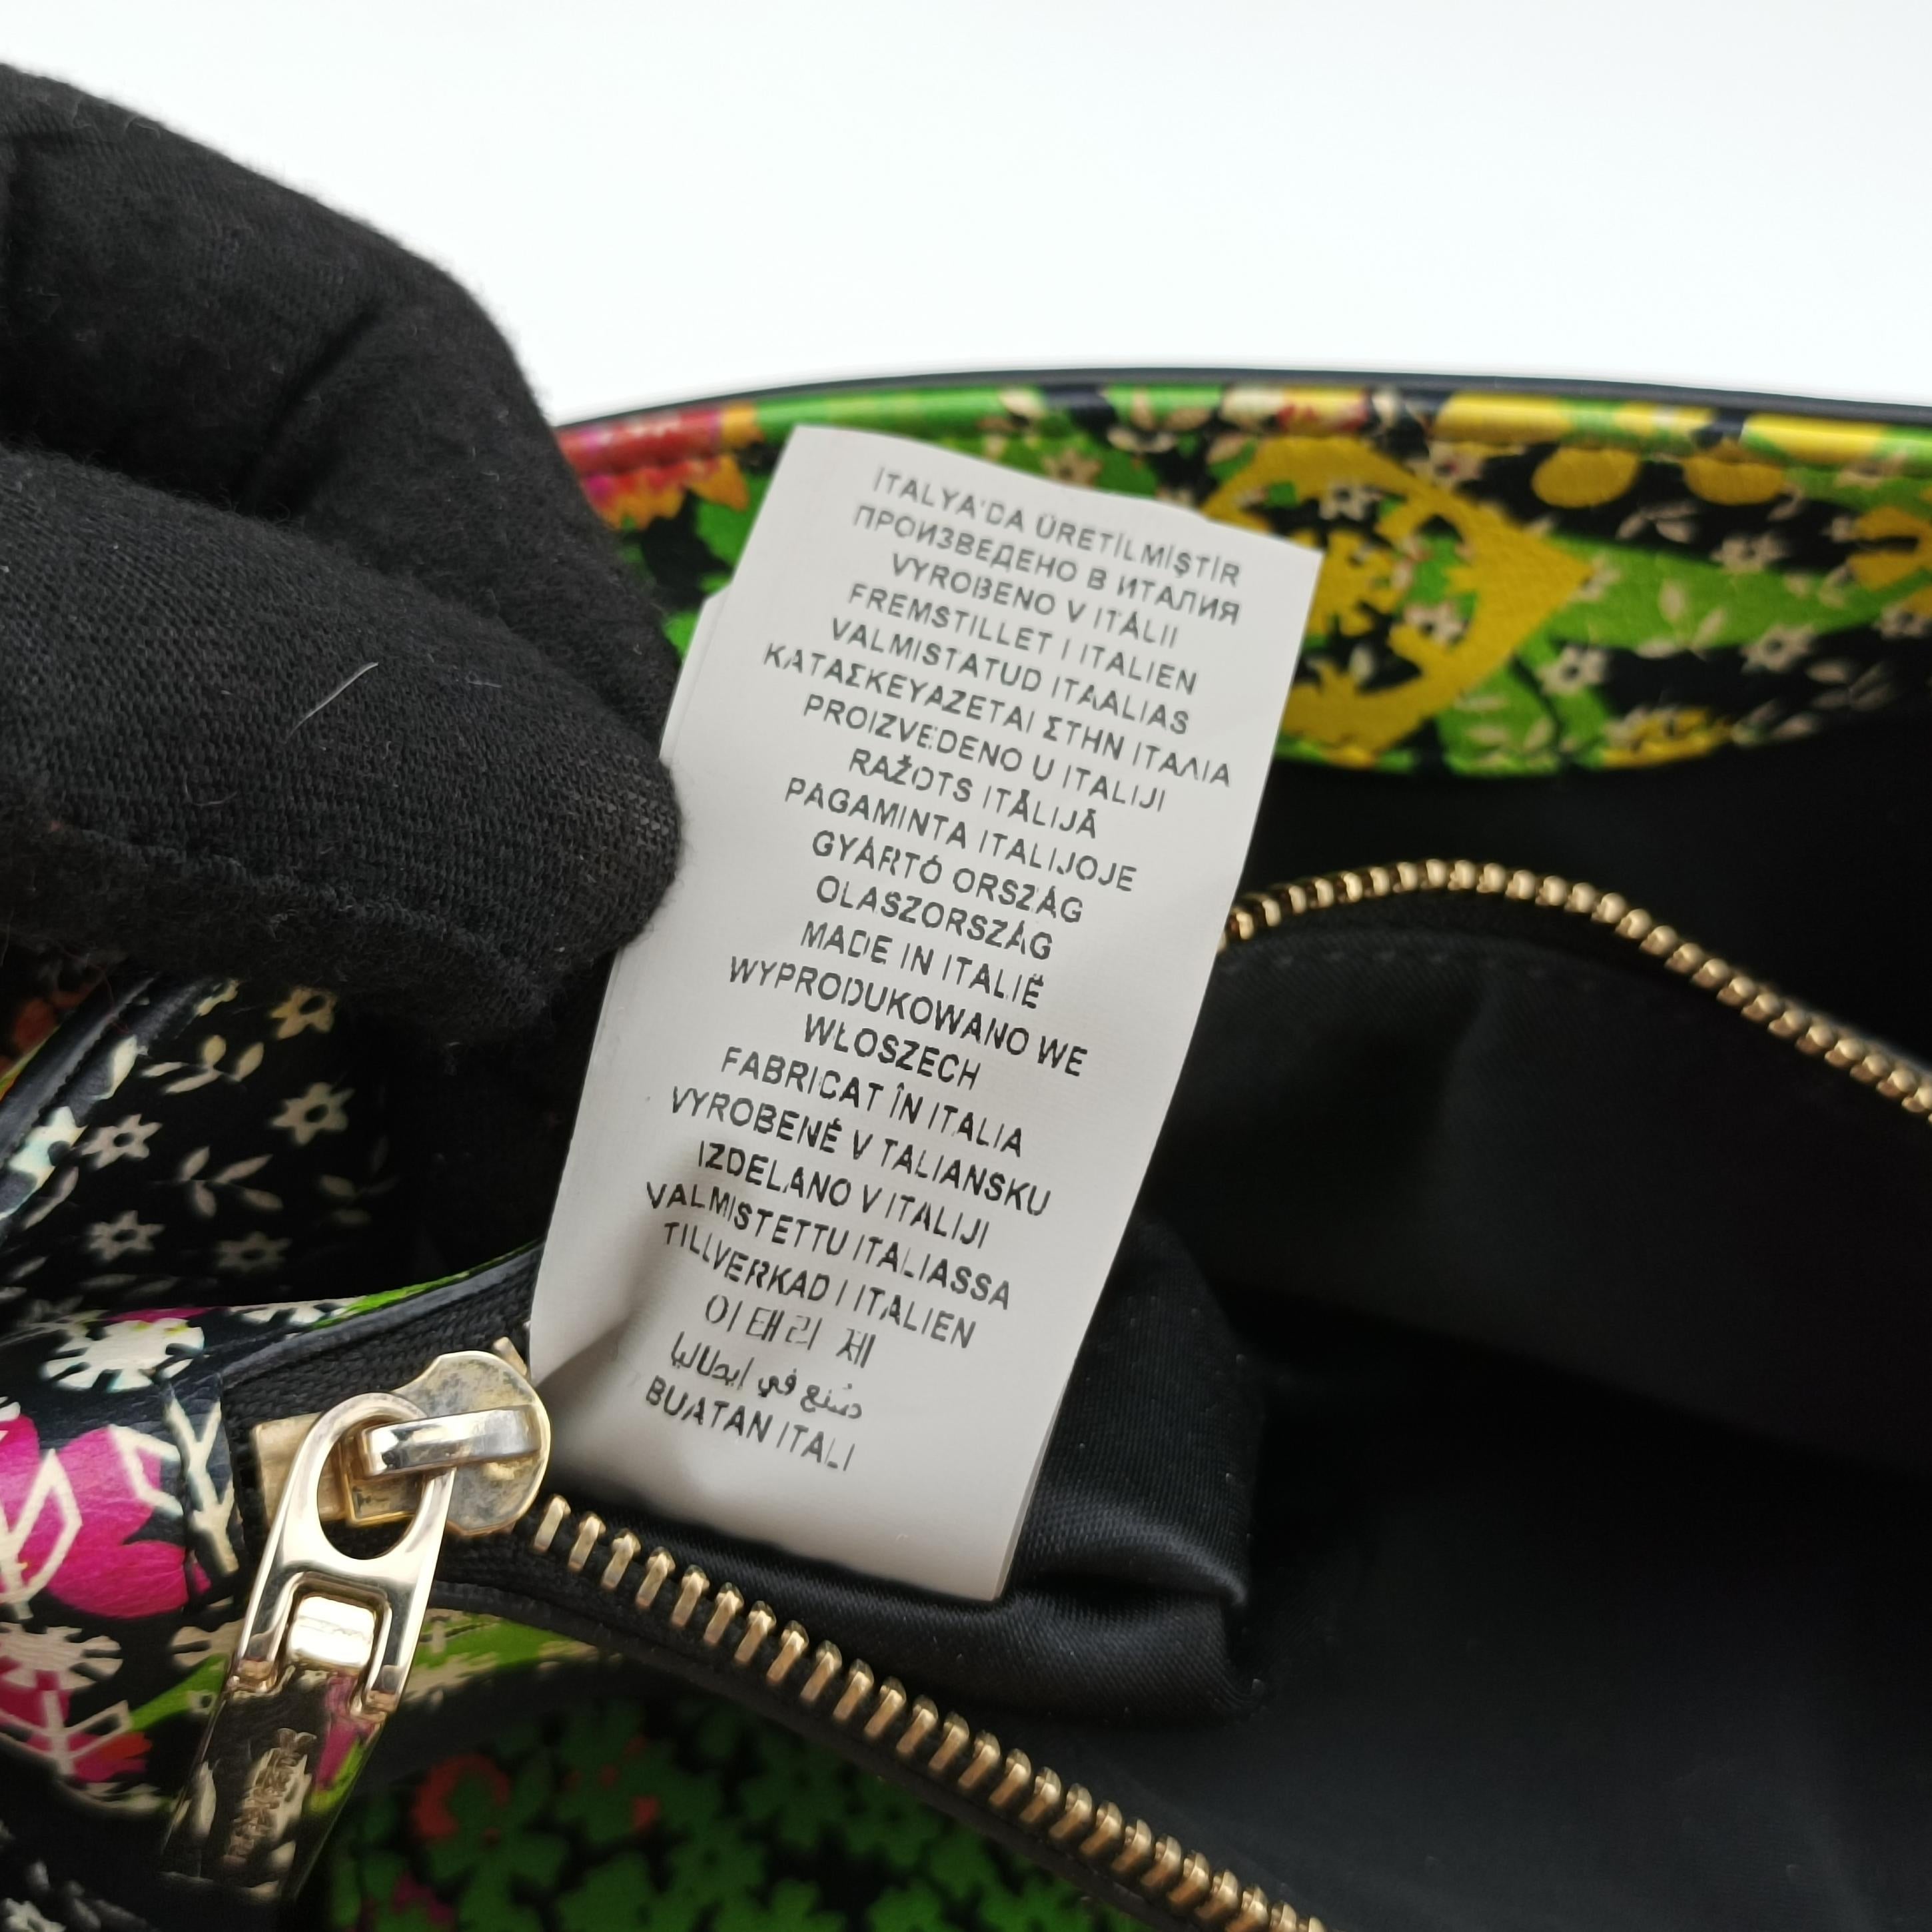 İTALYA'DA ÜRETİLMİŞTİR
ПРОИЗВЕДЕНО В ИТАЛИЯ
VYROBENO V ITÁLII
FREMSTILLET I ITALIEN
VALMISTATUD ITAALIAS
ΚΑΤΑΣΚΕΥΑΖΕΤΑΙ ΣΤΗΝ ΙΤΑΛΙΑ
PROIZVEDENO U ITALIJI
RAŽOTS ITĀLIJĀ
PAGAMINTA ITALIJOJE
GYÁRTÓ ORSZÁG
OLASZORSZÁG
MADE IN ITALIË
WYPRODUKOWANO WE
WŁOSZECH
FABRICAT ÎN ITALIA
VYROBENÉ V TALIANSKU
IZDELANO V ITALIJI
VALMISTETTU ITALIASSA
TILLVERKAD I ITALIEN
이태리 제
صُنع في إيطاليا
BUATAN ITALI